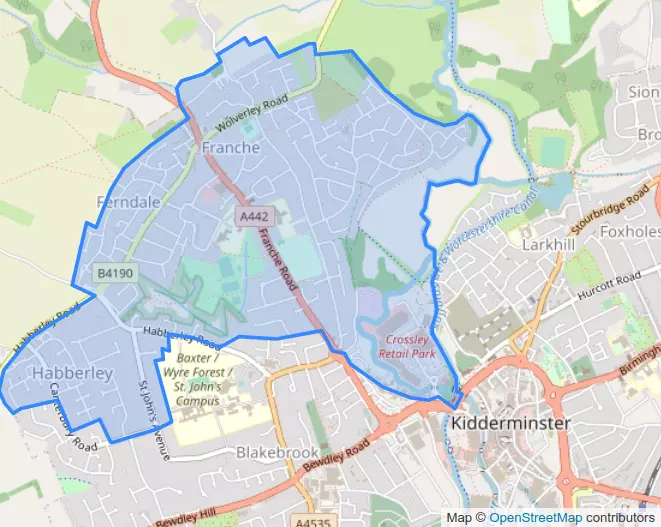 Sion
Bro
Wolverley Road
Franche
Ferndale
A442
Stourbridge Road
Foxholes
Larkhill
& Worcestershire Canal
Franche Road
B4190
Hurcott Road
Habberley Road
Habberley Road
Crossley
Retail Park
Birmingh
Baxter /
Wyre Forest /
St. John's
Campus
Habberley
Canterbury Road
St John's Avenue
Kidderminster
Blakebrook
Bewdley Road
Bewdley Hill
A4535
Map © OpenStreetMap contributors